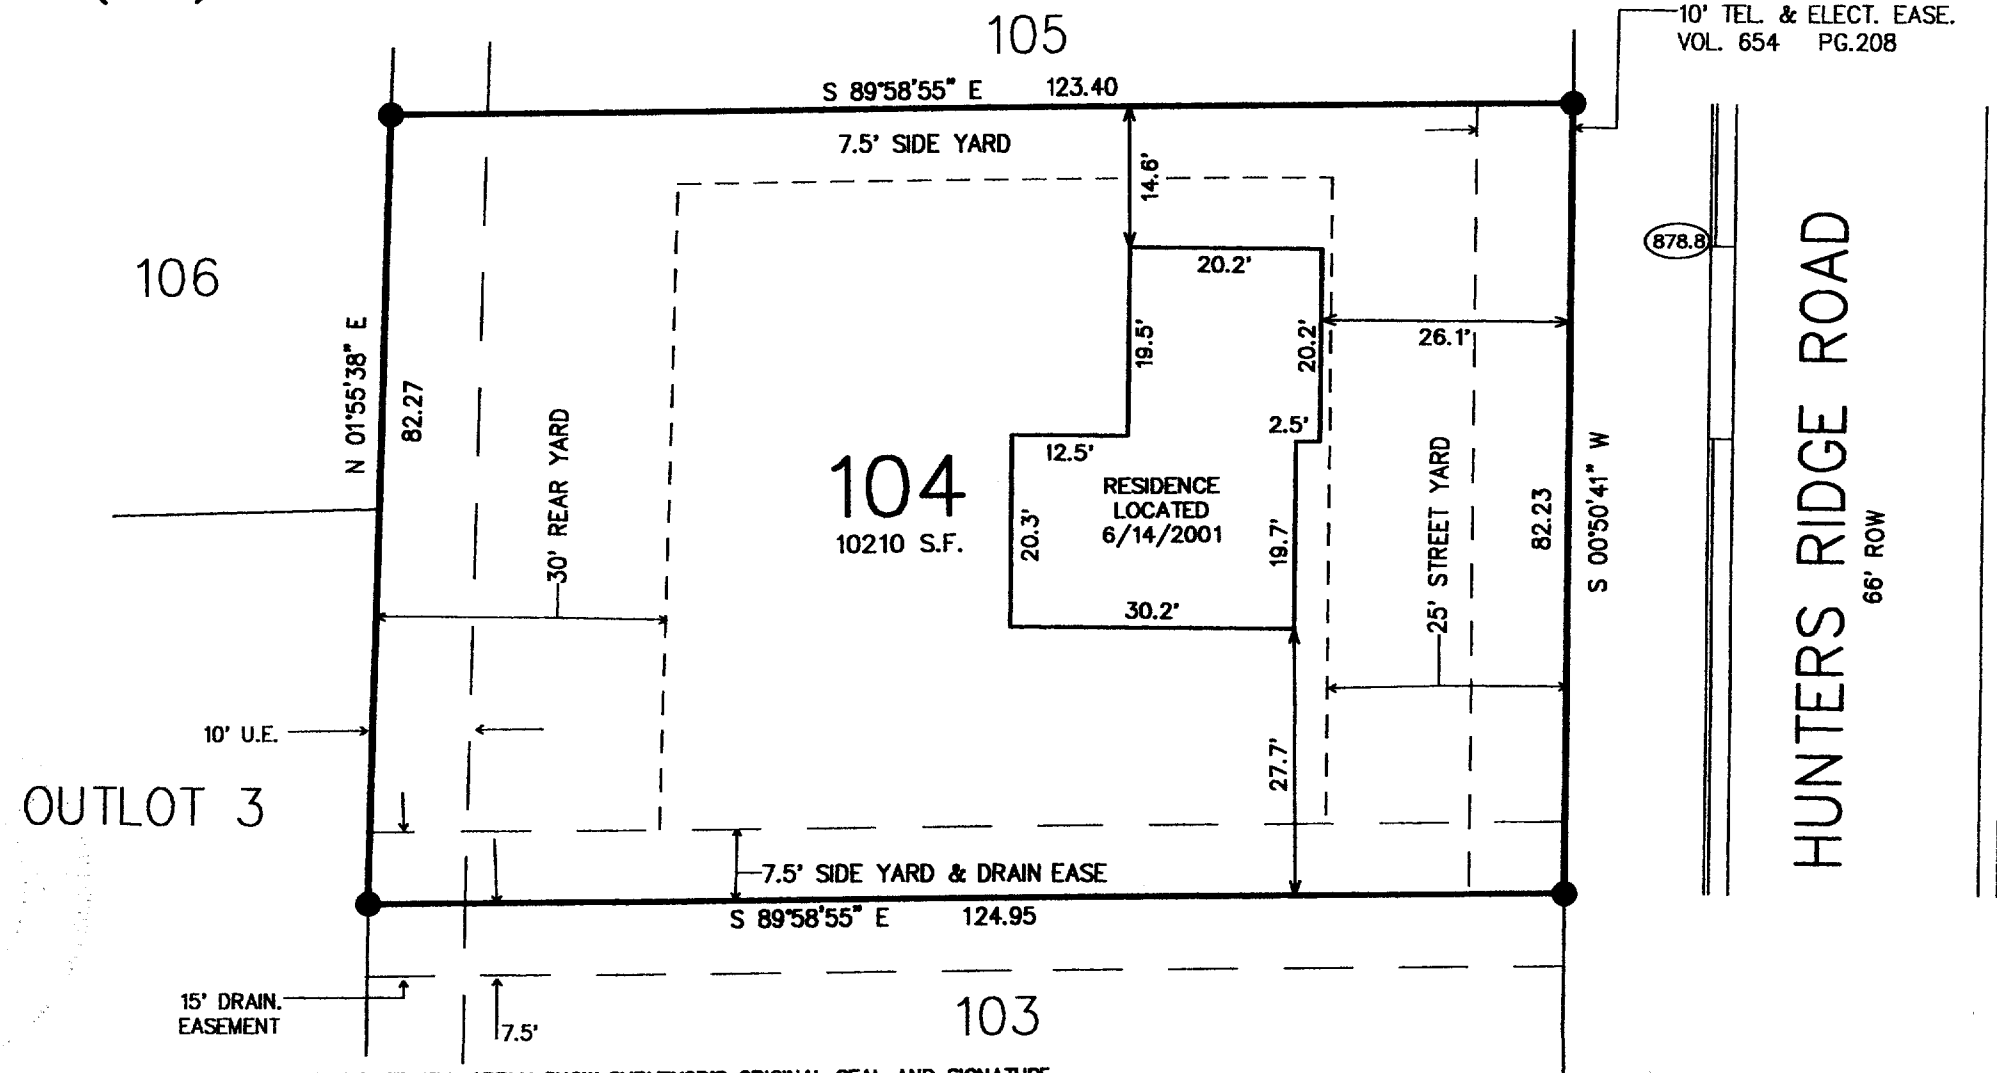 10' TEL. & ELECT. EASE.
VOL. 654 PG.208
105
S 89°58'55" E 123.40
7.5' SIDE YARD
14.6'
106
878.8
20.2'
19.5'
20.2'
26.1'
N 01°55'38" E
82.27
30' REAR YARD
2.5'
12.5'
104
10210 S.F.
RESIDENCE
LOCATED
6/14/2001
20.3'
19.7'
30.2'
25' STREET YARD
82.23
S 00°50'41" W
HUNTERS RIDGE ROAD
66' ROW
10' U.E.
27.7'
OUTLOT 3
7.5' SIDE YARD & DRAIN EASE
S 89°58'55" E 124.95
15' DRAIN.
EASEMENT
7.5'
103
ORIGINAL SEAL AND SIGNATURE